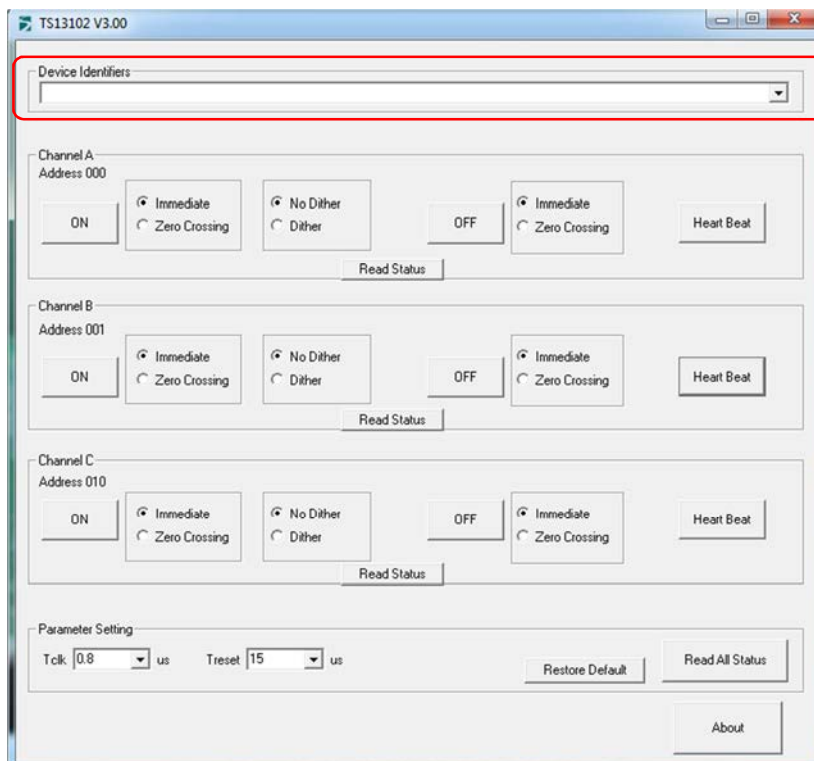 TS13102 V3.00
Device Identifiers
Channel A
Address 000
ON
Immediate
Zero Crossing
No Dither
Dither
OFF
Immediate
Zero Crossing
Heart Beat
Read Status
Channel B
Address 001
ON
Immediate
Zero Crossing
No Dither
Dither
OFF
Immediate
Zero Crossing
Heart Beat
Read Status
Channel C
Address 010
ON
Immediate
Zero Crossing
No Dither
Dither
OFF
Immediate
Zero Crossing
Heart Beat
Read Status
Parameter Setting
Tclk 0.8 us Treset 15 us
Restore Default
Read All Status
About